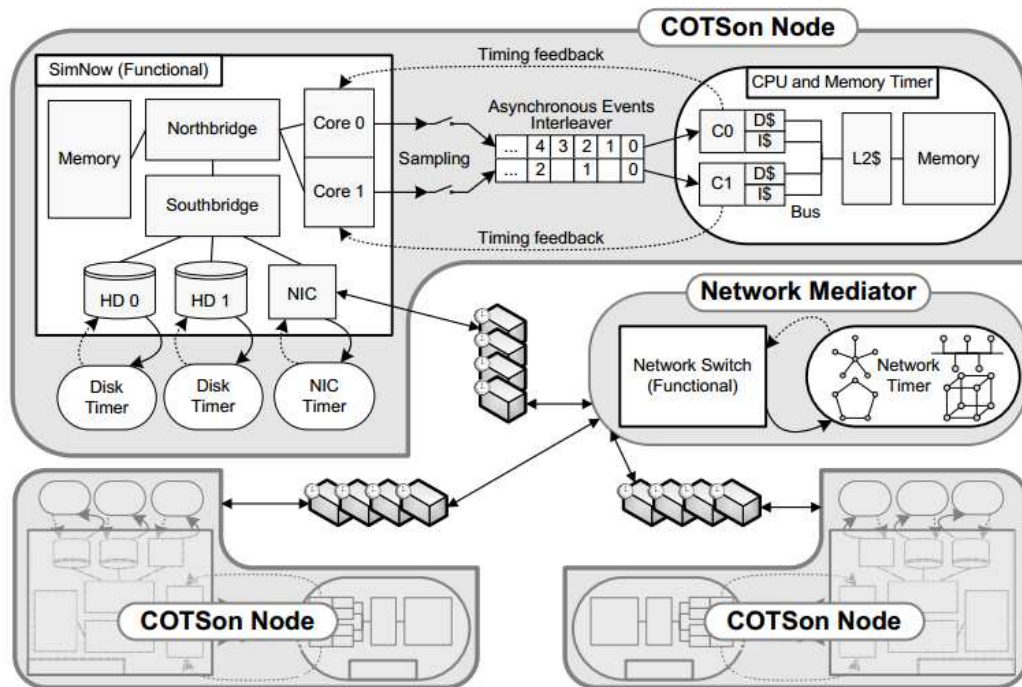 COTSon Node
SimNow (Functional)
Timing feedback
CPU and Memory Timer
Memory
Northbridge
Core 0
Sampling
Asynchronous Events
Interleaver
... 4 3 2 1 0
... 2 1 0
C0
D$
I$
L2$
Memory
Core 1
C1
D$
I$
Bus
Southbridge
Timing feedback
HD 0
HD 1
NIC
Disk
Timer
Disk
Timer
NIC
Timer
Network Mediator
Network Switch
(Functional)
Network
Timer
COTSon Node
COTSon Node